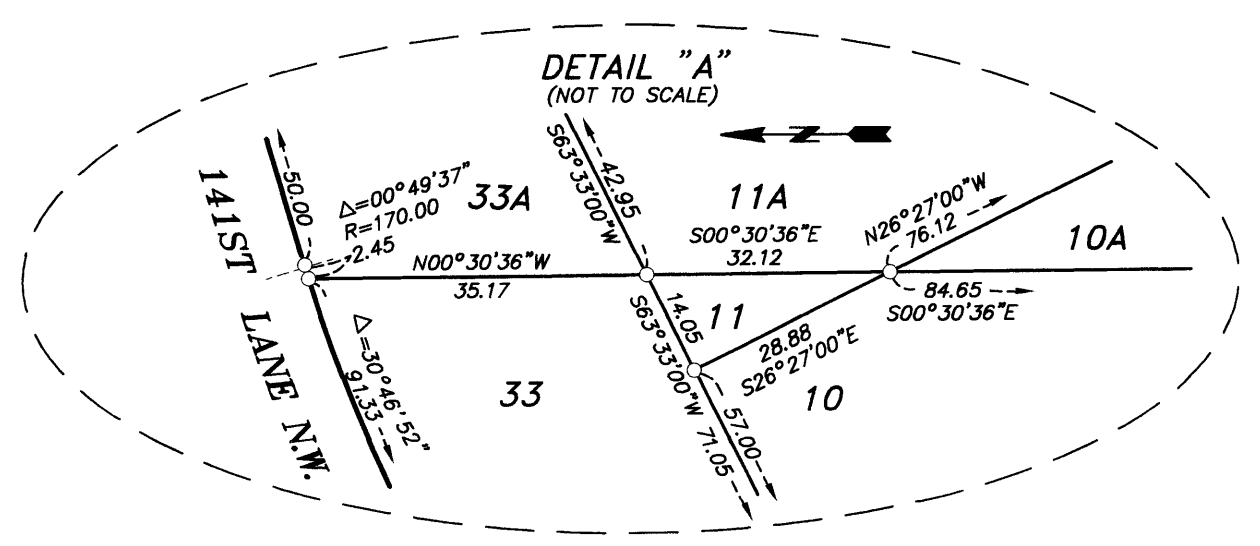 DETAIL "A"
(NOT TO SCALE)
N
141ST LANE N.W.
50.00
Δ=00°49'37"
R=170.00
2.45
33A
S63°33'00"W
42.95
11A
S00°30'36"E
32.12
N26°27'00"W
76.12
10A
N00°30'36"W
35.17
84.65
S00°30'36"E
Δ=30°46'52"
91.33
33
S63°33'00"W
14.05
11
28.88
S26°27'00"E
10
57.00
71.05